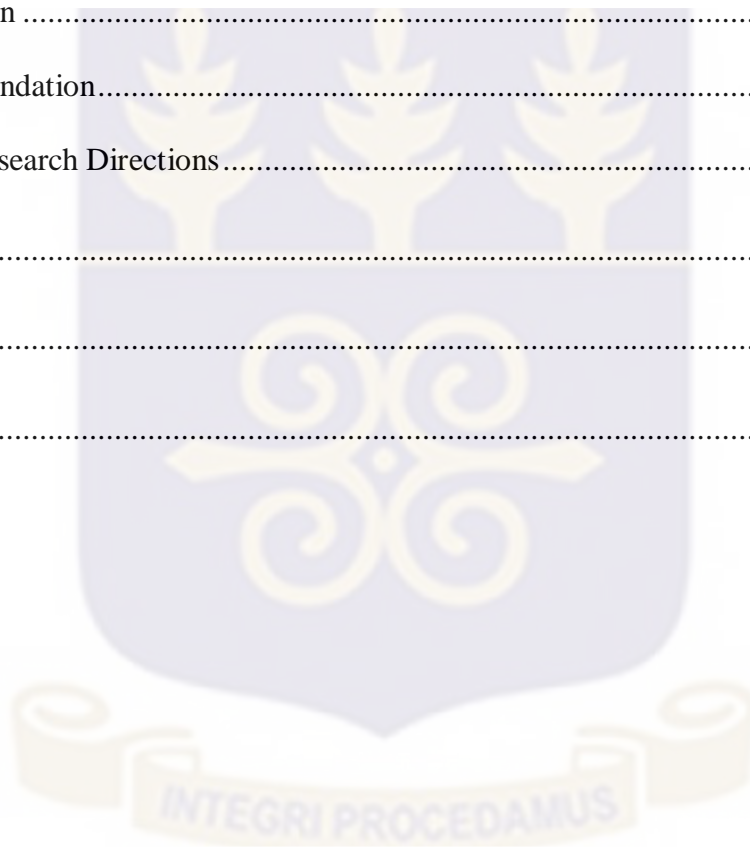 n ........................................................................................
ndation.................................................................................
search Directions.................................................................
...........................................................................................
...........................................................................................
...........................................................................................
INTEGRI PROCEDAMUS